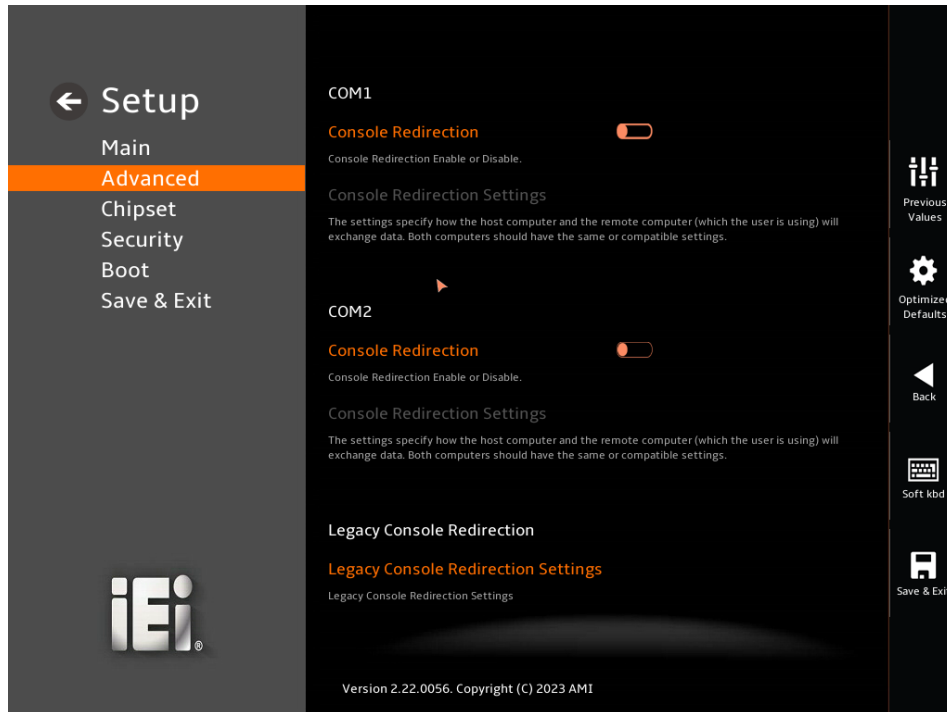 Setup
Main
Advanced
Chipset
Security
Boot
Save & Exit
iEi®
COM1
Console Redirection
Console Redirection Enable or Disable.
Console Redirection Settings
The settings specify how the host computer and the remote computer (which the user is using) will
exchange data. Both computers should have the same or compatible settings.
COM2
Console Redirection
Console Redirection Enable or Disable.
Console Redirection Settings
The settings specify how the host computer and the remote computer (which the user is using) will
exchange data. Both computers should have the same or compatible settings.
Legacy Console Redirection
Legacy Console Redirection Settings
Legacy Console Redirection Settings
Version 2.22.0056. Copyright (C) 2023 AMI
Previous
Values
Optimized
Defaults
Back
Soft kbd
Save & Exi